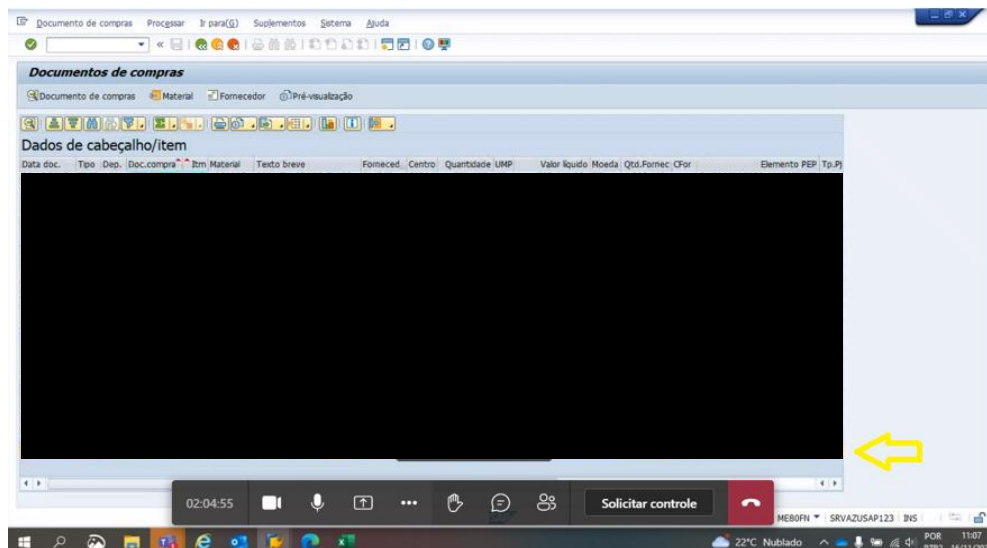 Documento de compras Processar Ir para(G) Suplementos Sistema Ajuda
Documentos de compras
Documento de compras Material Fornecedor Pré-visualização
Dados de cabeçalho/item
Data doc. Tipo Dep. Doc.compra Itm Material Texto breve Forneced. Centro Quantidade UMP Valor líquido Moeda Qtd.Fornec CFor Elemento PEP
02:04:55 Solicitar controle
ME80FN SRVAZUSAP123 INS
22°C Nublado POR 11:07